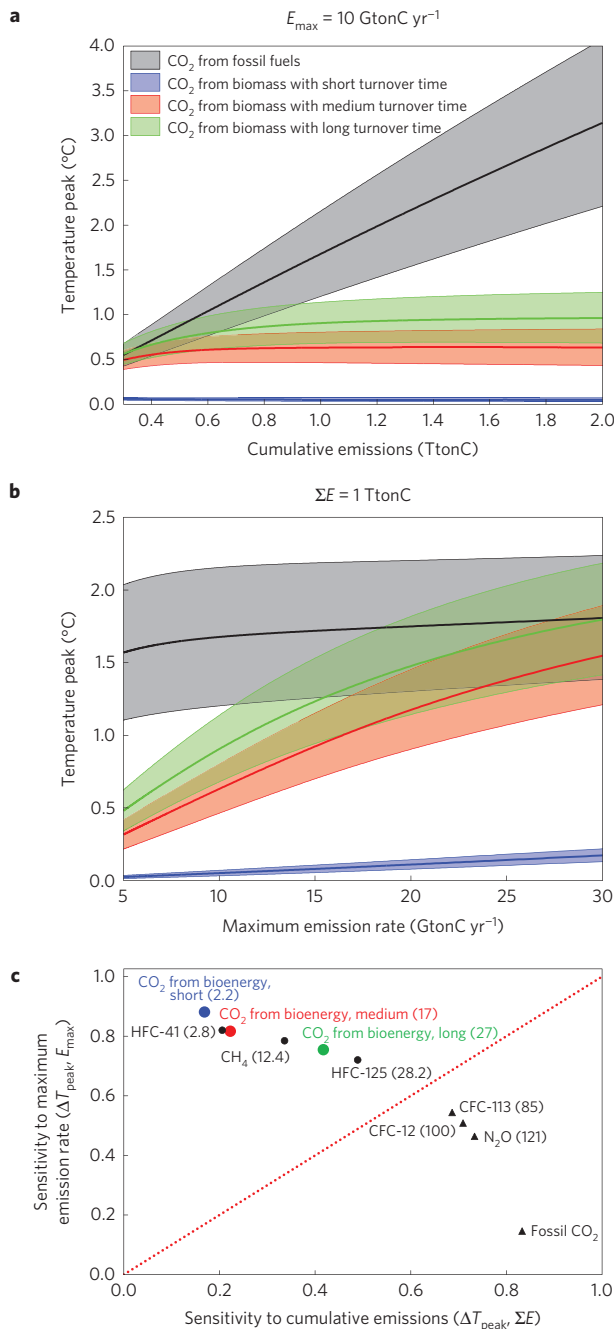 a
E_max = 10 GtonC yr⁻¹
4.0
3.5
3.0
2.5
2.0
1.5
1.0
0.5
0.0
Temperature peak (°C)
CO₂ from fossil fuels
CO₂ from biomass with short turnover time
CO₂ from biomass with medium turnover time
CO₂ from biomass with long turnover time
0.4 0.6 0.8 1.0 1.2 1.4 1.6 1.8 2.0
Cumulative emissions (TtonC)
b
ΣE = 1 TtonC
2.5
2.0
1.5
1.0
0.5
0.0
Temperature peak (°C)
5 10 15 20 25 30
Maximum emission rate (GtonC yr⁻¹)
c
1.0
0.8
0.6
0.4
0.2
0.0
Sensitivity to maximum
emission rate (ΔT_peak, E_max)
CO₂ from bioenergy,
short (2.2)
CO₂ from bioenergy, medium (17)
HFC-41 (2.8)
CO₂ from bioenergy, long (27)
CH₄ (12.4)
HFC-125 (28.2)
CFC-113 (85)
CFC-12 (100)
N₂O (121)
Fossil CO₂
0.0 0.2 0.4 0.6 0.8 1.0
Sensitivity to cumulative emissions (ΔT_peak, ΣE)